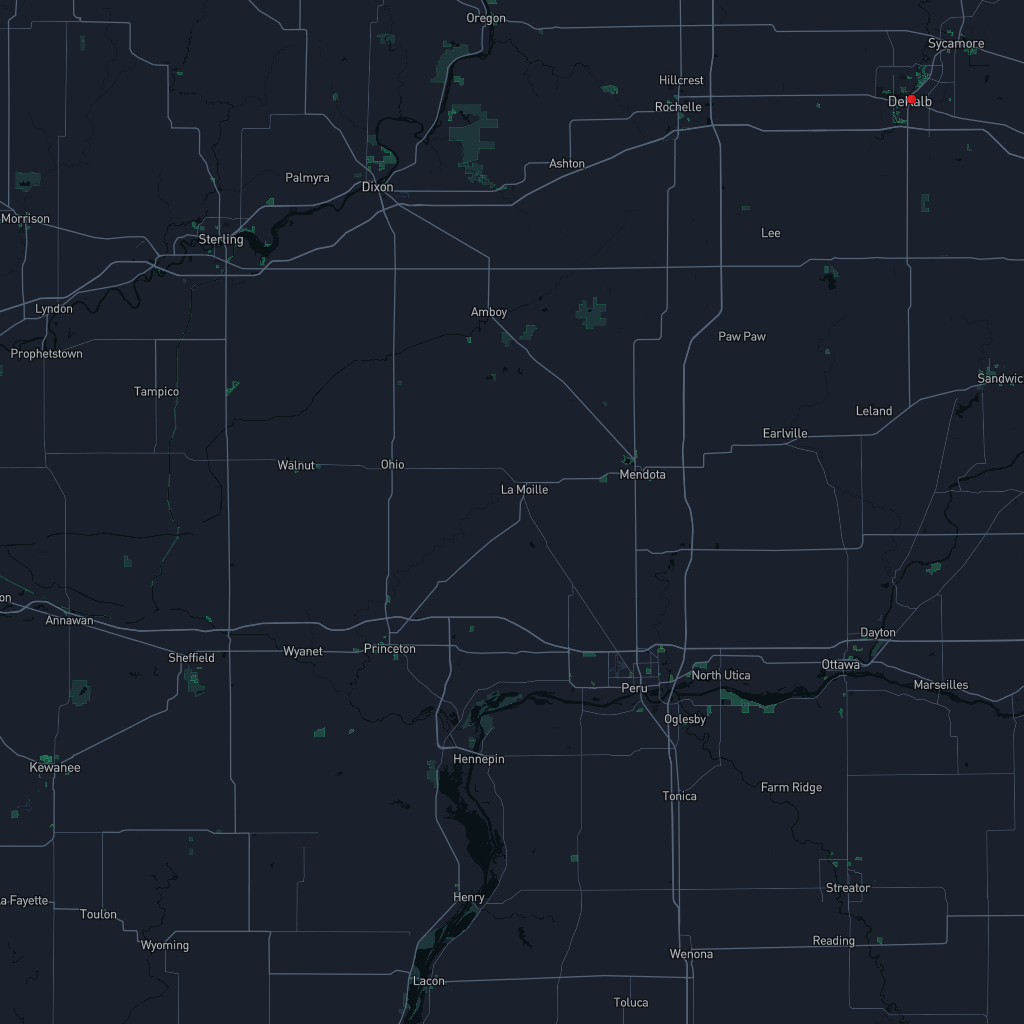 Oregon
Sycamore
Hillcrest
DeKalb
Rochelle
Ashton
Palmyra
Dixon
Morrison
Lee
Sterling
Lyndon
Amboy
Paw Paw
Prophetstown
Sandwic
Tampico
Leland
Earlville
Walnut
Ohio
Mendota
La Moille
on
Annawan
Dayton
Wyanet
Princeton
Sheffield
Ottawa
North Utica
Marseilles
Peru
Oglesby
Hennepin
Kewanee
Farm Ridge
Tonica
Streator
Henry
a Fayette
Toulon
Reading
Wyoming
Wenona
Lacon
Toluca